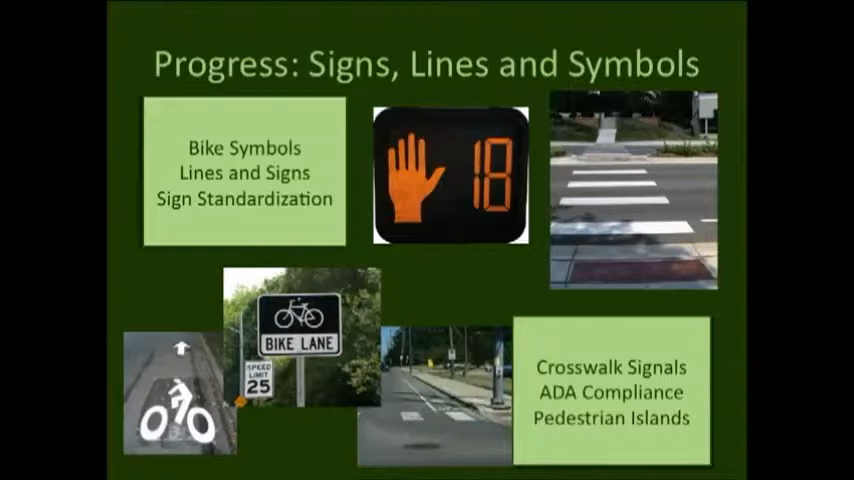 Progress: Signs, Lines and Symbols
Bike Symbols
Lines and Signs
Sign Standardization
18
BIKE LANE
SPEED
LIMIT
25
Crosswalk Signals
ADA Compliance
Pedestrian Islands